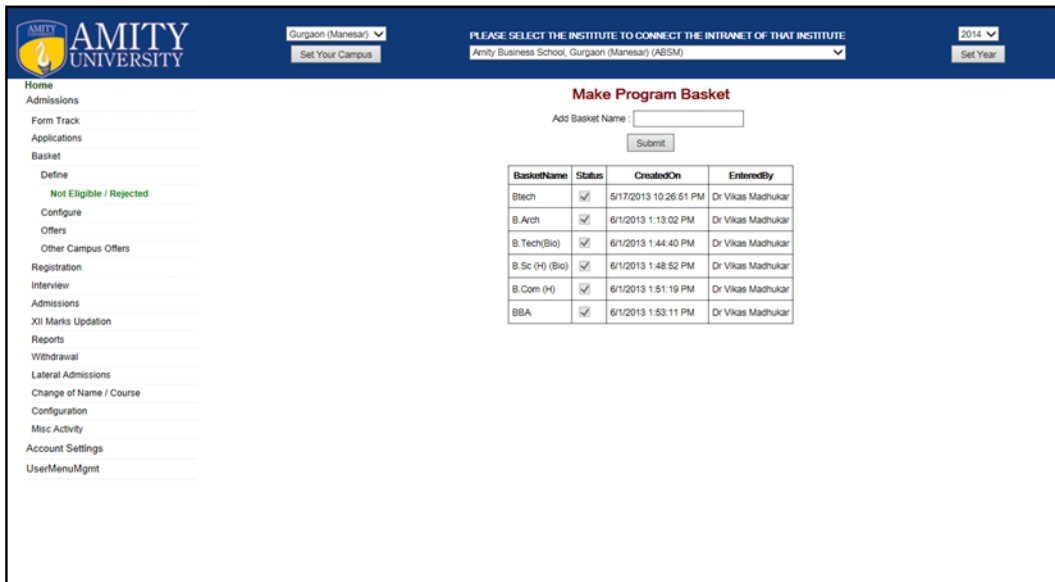 AMITY
AMITY
UNIVERSITY
Gurgaon (Manesar)
Set Your Campus
PLEASE SELECT THE INSTITUTE TO CONNECT THE INTRANET OF THAT INSTITUTE
Amity Business School, Gurgaon (Manesar) (ABSM)
2014
Set Year
Home
Admissions
Form Track
Applications
Basket
Define
Not Eligible / Rejected
Configure
Offers
Other Campus Offers
Registration
Interview
Admissions
XII Marks Updation
Reports
Withdrawal
Lateral Admissions
Change of Name / Course
Configuration
Misc Activity
Account Settings
UserMenuMgmt
Make Program Basket
Add Basket Name :
Submit
BasketName Status CreatedOn EnteredBy
Btech 5/17/2013 10:26:51 PM Dr Vikas Madhukar
B.Arch 6/1/2013 1:13:02 PM Dr Vikas Madhukar
B.Tech(Bio) 6/1/2013 1:44:40 PM Dr Vikas Madhukar
B.Sc (H) (Bio) 6/1/2013 1:48:52 PM Dr Vikas Madhukar
B.Com (H) 6/1/2013 1:51:19 PM Dr Vikas Madhukar
BBA 6/1/2013 1:53:11 PM Dr Vikas Madhukar